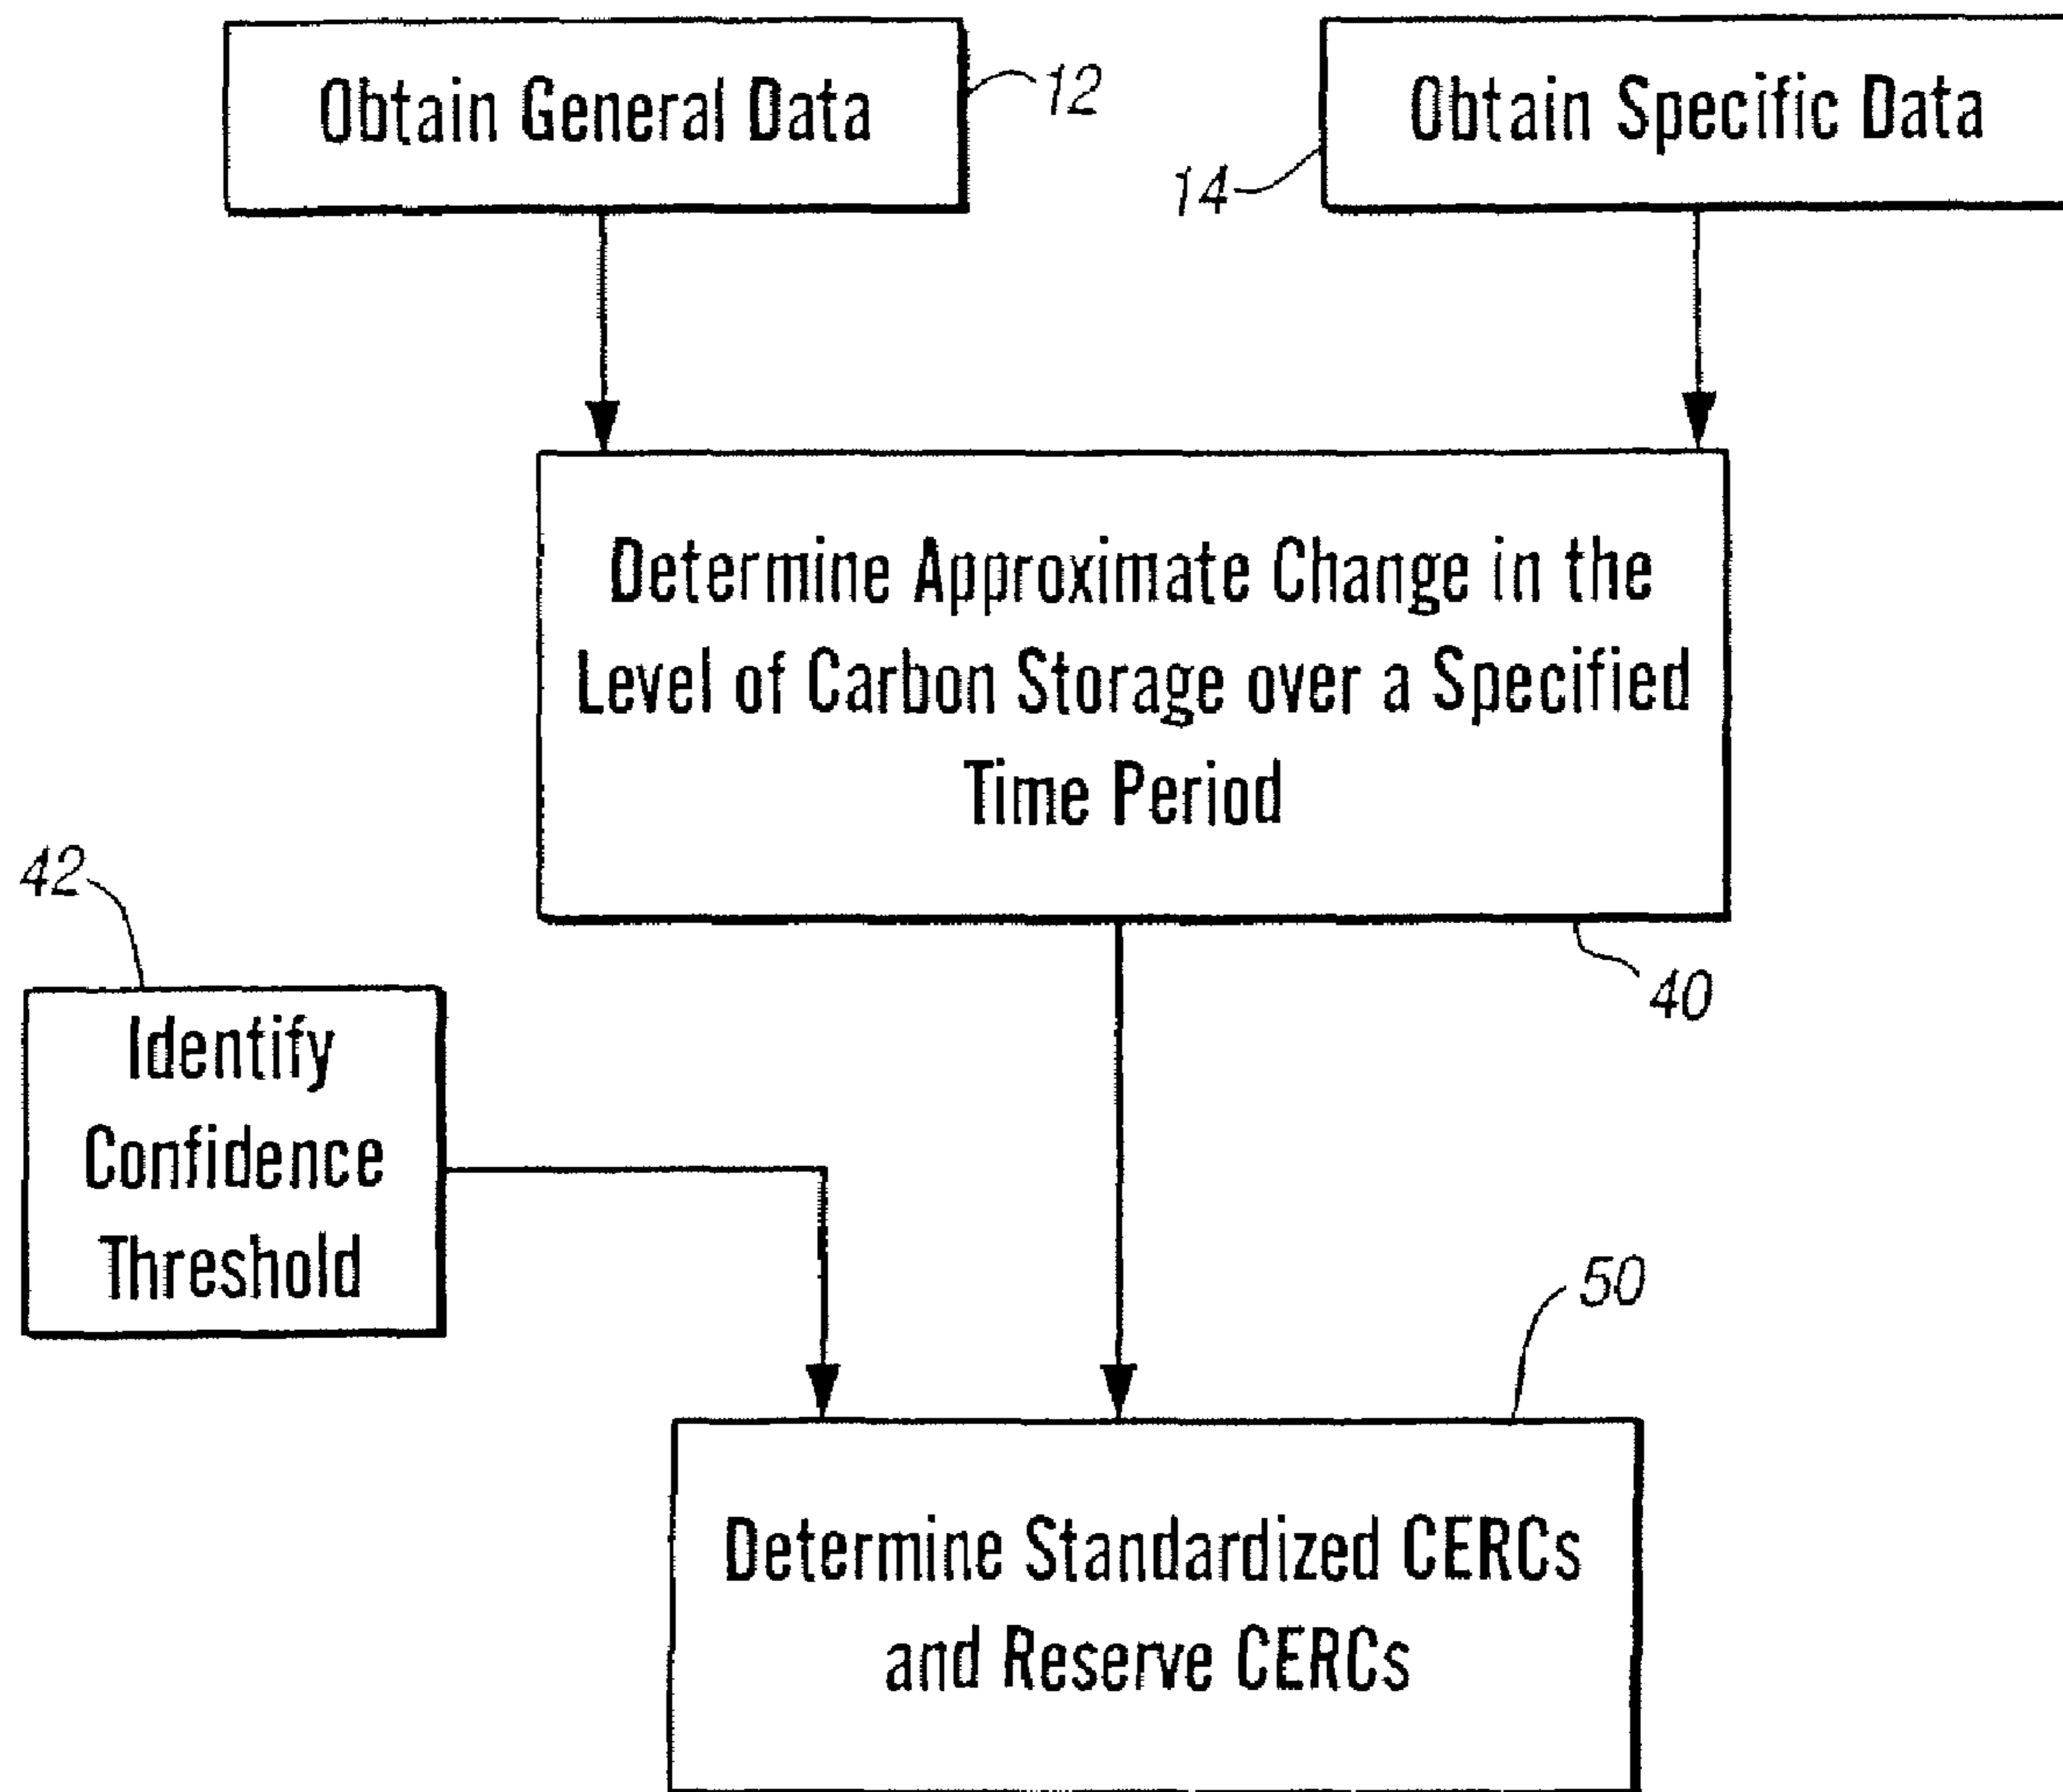 Obtain General Data
12
Obtain Specific Data
14
Determine Approximate Change in the
Level of Carbon Storage over a Specified
Time Period
40
42
Identify
Confidence
Threshold
50
Determine Standardized CERCs
and Reserve CERCs